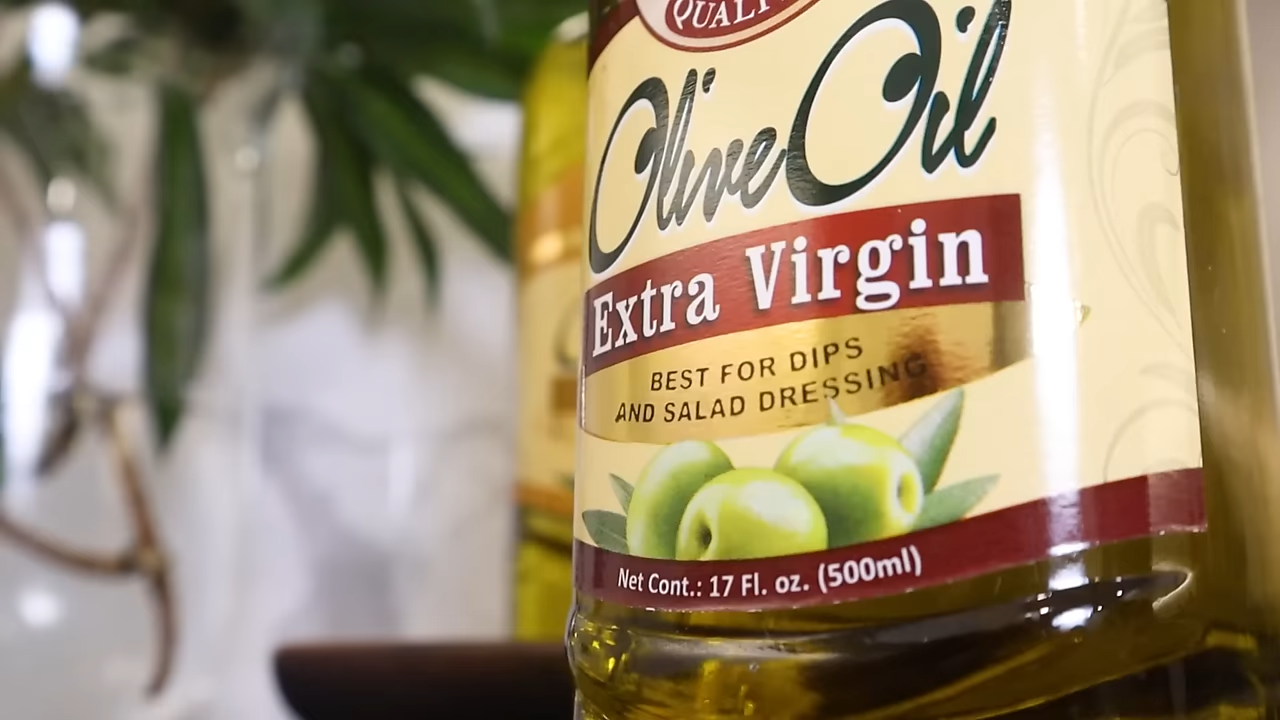 Olive Oil
Extra Virgin
BEST FOR DIPS
AND SALAD DRESSING
Net Cont.: 17 Fl. oz. (500ml)